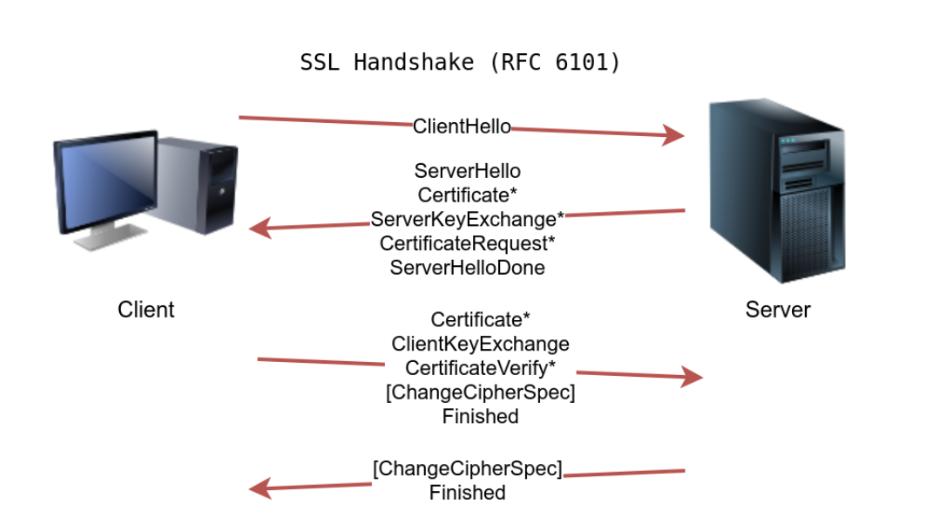 SSL Handshake (RFC 6101)
ClientHello
ServerHello
Certificate*
ServerKeyExchange*
CertificateRequest*
ServerHelloDone
Client
Server
Certificate*
ClientKeyExchange
CertificateVerify*
[ChangeCipherSpec]
Finished
[ChangeCipherSpec]
Finished